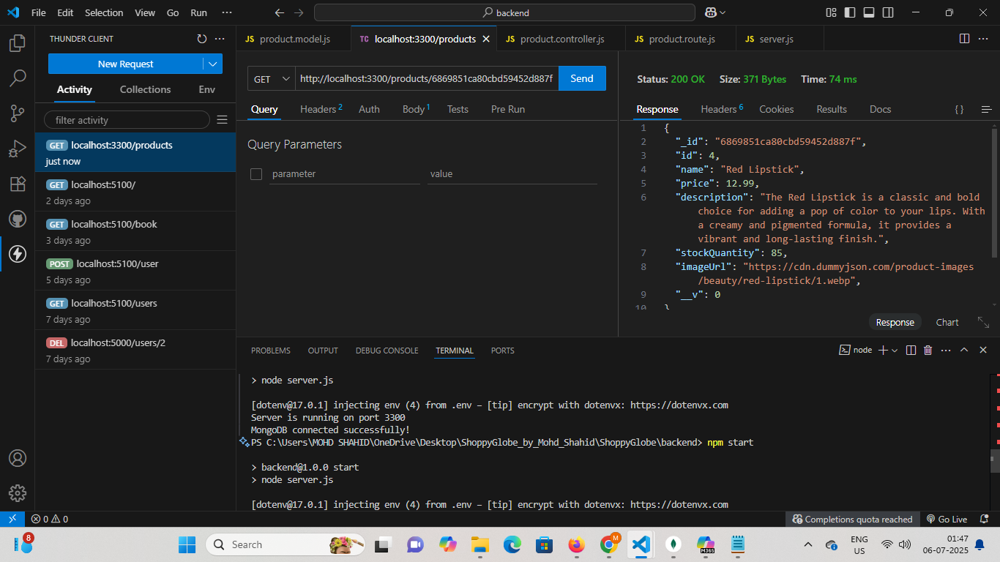 File Edit Selection View Go Run ···
backend
THUNDER CLIENT
New Request
Activity Collections Env
filter activity
GET localhost:3300/products
just now
GET localhost:5100/
2 days ago
GET localhost:5100/book
3 days ago
POST localhost:5100/user
5 days ago
GET localhost:5100/users
7 days ago
DEL localhost:5000/users/2
7 days ago
JS product.model.js
TC localhost:3300/products
JS product.controller.js
JS product.route.js
JS server.js
GET http://localhost:3300/products/6869851ca80cbd59452d887f Send
Query Headers 2 Auth Body 1 Tests Pre Run
Query Parameters
parameter value
Status: 200 OK Size: 371 Bytes Time: 74 ms
Response Headers 6 Cookies Results Docs { }
1 {
2 "_id": "6869851ca80cbd59452d887f",
3 "id": 4,
4 "name": "Red Lipstick",
5 "price": 12.99,
6 "description": "The Red Lipstick is a classic and bold
choice for adding a pop of color to your lips. With
a creamy and pigmented formula, it provides a
vibrant and long-lasting finish.",
7 "stockQuantity": 85,
8 "imageUrl": "https://cdn.dummyjson.com/product-images
/beauty/red-lipstick/1.webp",
9 "__v": 0
10 }
Response Chart
PROBLEMS OUTPUT DEBUG CONSOLE TERMINAL PORTS
node
> node server.js
[dotenv@17.0.1] injecting env (4) from .env – [tip] encrypt with dotenvx: https://dotenvx.com
Server is running on port 3300
MongoDB connected successfully!
PS C:\Users\MOHD SHAHID\OneDrive\Desktop\ShoppyGlobe_by_Mohd_Shahid\ShoppyGlobe\backend> npm start
> backend@1.0.0 start
> node server.js
[dotenv@17.0.1] injecting env (4) from .env – [tip] encrypt with dotenvx: https://dotenvx.com
0 0
Completions quota reached
Go Live
8
Search
M
M365
ENG
US
01:47
06-07-2025